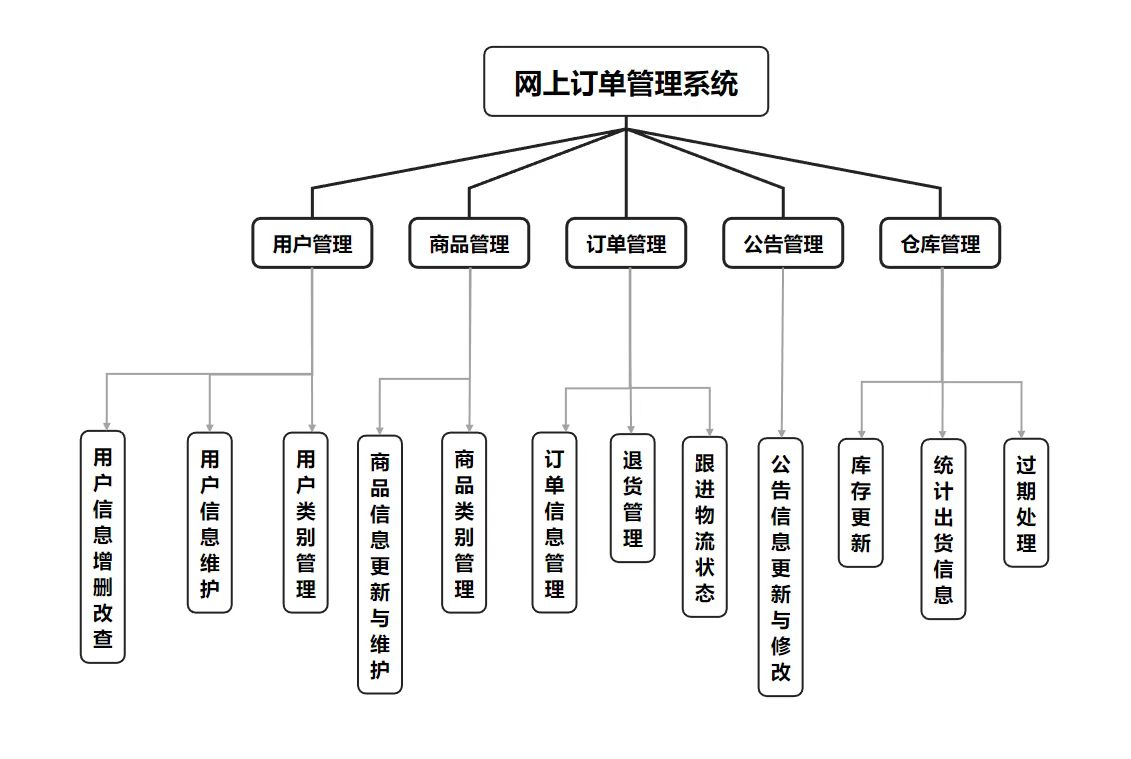 网上订单管理系统
用户管理
商品管理
订单管理
公告管理
仓库管理
用户信息增删改查
用户信息维护
用户类别管理
商品信息更新与维护
商品类别管理
订单信息管理
退货管理
跟进物流状态
公告信息更新与修改
库存更新
统计出货信息
过期处理